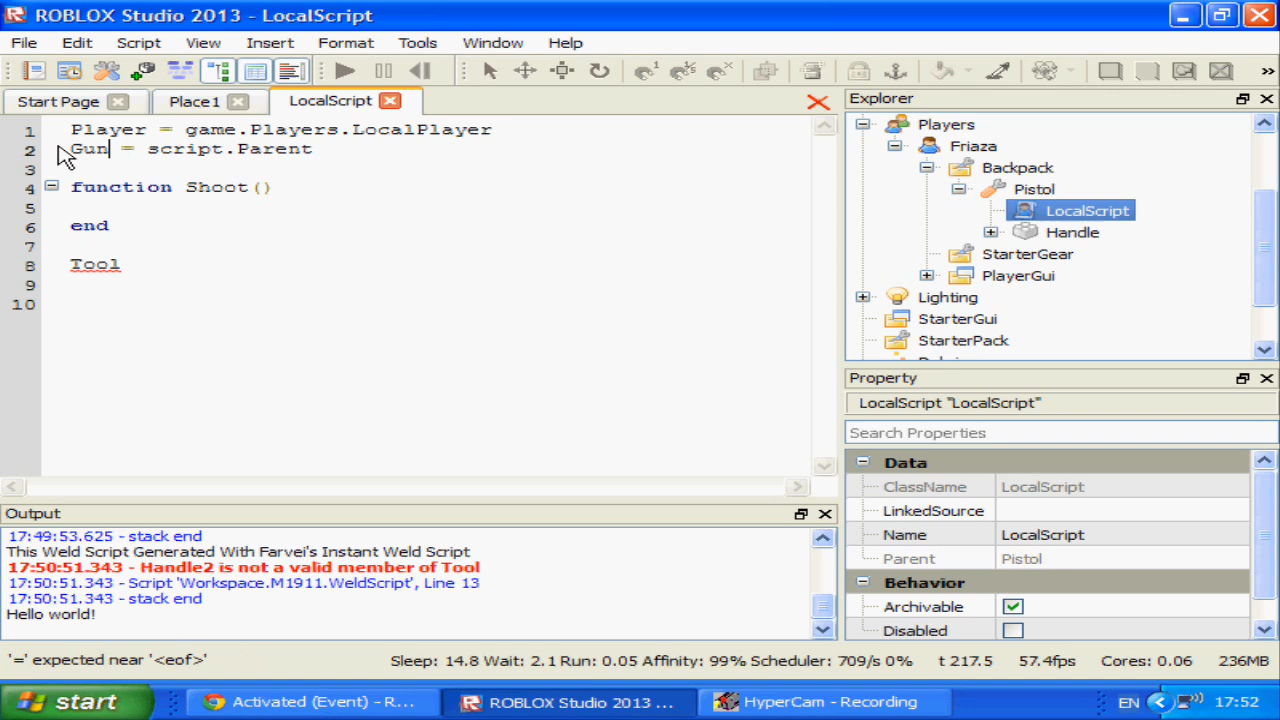 ROBLOX Studio 2013 - LocalScript
File Edit Script View Insert Format Tools Window Help
Start Page Place1 LocalScript
1 Player = game.Players.LocalPlayer
2 Gun = script.Parent
3
4 function Shoot()
5
6 end
7
8 Tool
9
10
Explorer
Players
Friaza
Backpack
Pistol
LocalScript
Handle
StarterGear
PlayerGui
Lighting
StarterGui
StarterPack
Property
LocalScript "LocalScript"
Search Properties
Data
ClassName LocalScript
LinkedSource
Name LocalScript
Parent Pistol
Behavior
Archivable
Disabled
Output
17:49:53.625 - stack end
This Weld Script Generated With Farvei's Instant Weld Script
17:50:51.343 - Handle2 is not a valid member of Tool
17:50:51.343 - Script 'Workspace.M1911.WeldScript', Line 13
17:50:51.343 - stack end
Hello world!
'=' expected near '<eof>'
Sleep: 14.8 Wait: 2.1 Run: 0.05 Affinity: 99% Scheduler: 709/s 0% t 217.5 57.4fps Cores: 0.06 236MB
start Activated (Event) - R... ROBLOX Studio 2013 ... HyperCam - Recording EN 17:52